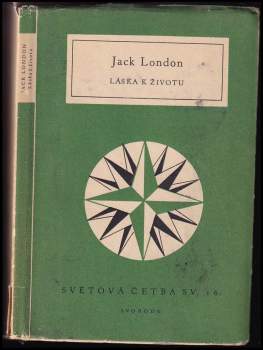 JACK LONDON Láska k životu
Jack London
LÁSKA K ŽIVOTU
SVĚTOVÁ ČETBA SV. 16.
SVOBODA